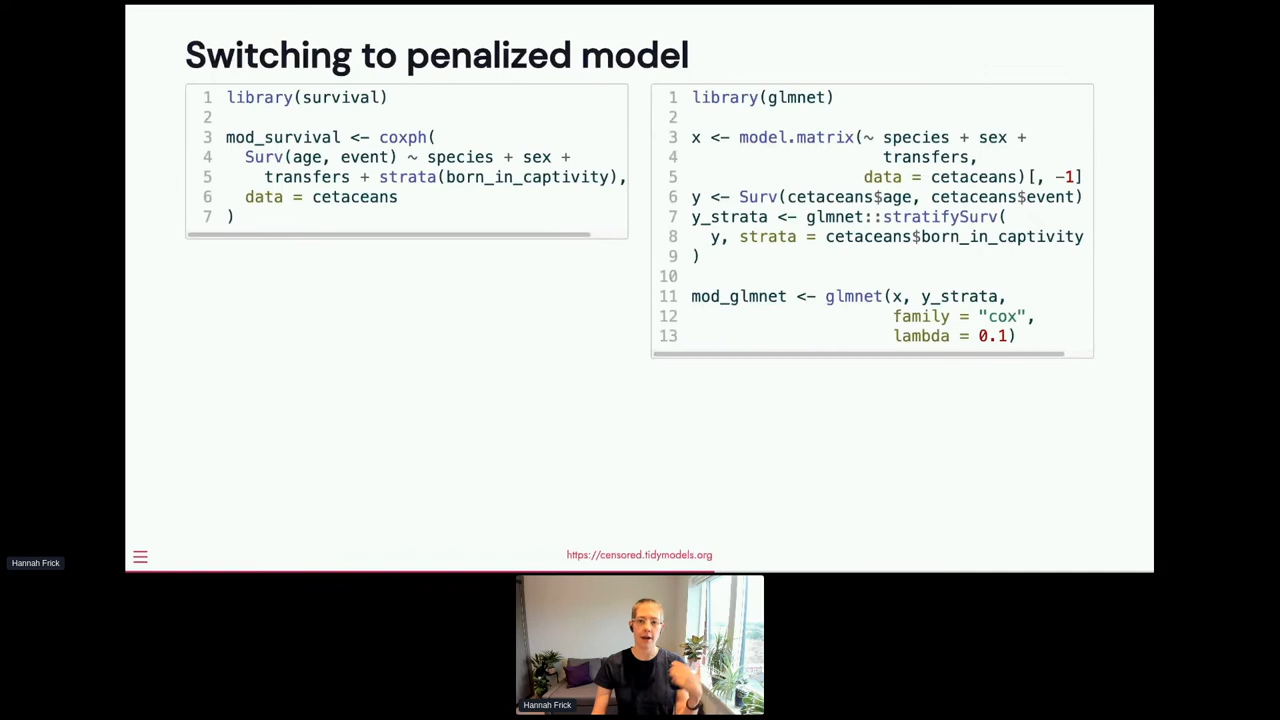 Switching to penalized model
1 library(survival)
2
3 mod_survival <- coxph(
4 Surv(age, event) ~ species + sex +
5 transfers + strata(born_in_captivity),
6 data = cetaceans
7 )
1 library(glmnet)
2
3 x <- model.matrix(~ species + sex +
4 transfers,
5 data = cetaceans)[, -1]
6 y <- Surv(cetaceans$age, cetaceans$event)
7 y_strata <- glmnet::stratifySurv(
8 y, strata = cetaceans$born_in_captivity
9 )
10
11 mod_glmnet <- glmnet(x, y_strata,
12 family = "cox",
13 lambda = 0.1)
https://censored.tidymodels.org
Hannah Frick
Hannah Frick